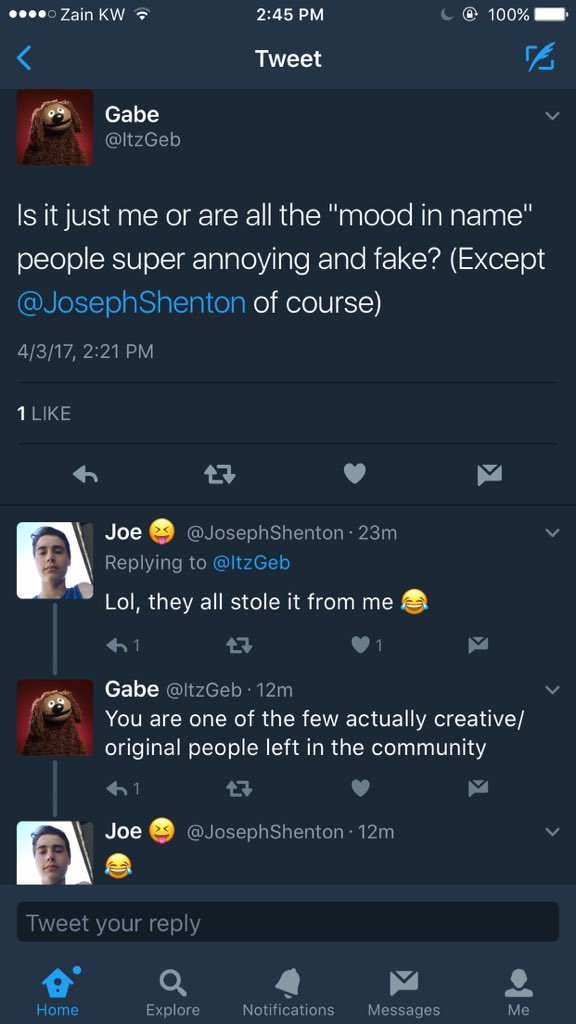 Zain KW 2:45 PM 100%
Tweet
Gabe
@ItzGeb
Is it just me or are all the "mood in name"
people super annoying and fake? (Except
@JosephShenton of course)
4/3/17, 2:21 PM
1 LIKE
Joe 😝 @JosephShenton · 23m
Replying to @ItzGeb
Lol, they all stole it from me 😂
1 1
Gabe @ItzGeb · 12m
You are one of the few actually creative/
original people left in the community
1
Joe 😝 @JosephShenton · 12m
😂
Tweet your reply
Home Explore Notifications Messages Me